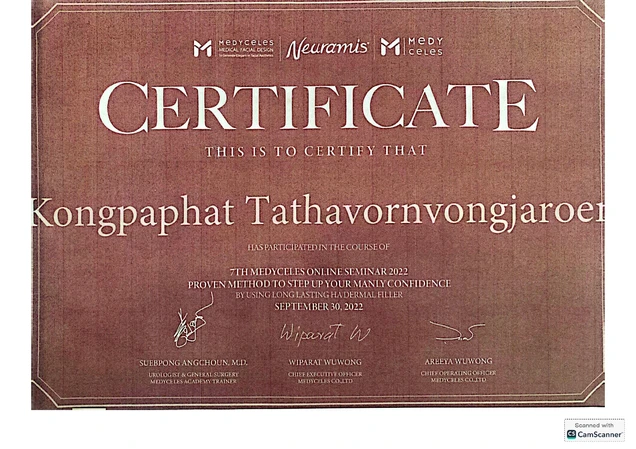 MEDYCELES
MEDICAL FACIAL DESIGN
Neuramis
MEDY
CELES
CERTIFICATE
THIS IS TO CERTIFY THAT
Kongpaphat Tathavornvongjaroen
HAS PARTICIPATED IN THE COURSE OF
7TH MEDYCELES ONLINE SEMINAR 2022
PROVEN METHOD TO STEP UP YOUR MANLY CONFIDENCE
BY USING LONG LASTING HA DERMAL FILLER
SEPTEMBER 30, 2022
Wiparat W
SUEBPONG ANGCHOUN, M.D.
UROLOGIST & GENERAL SURGERY
MEDYCELES ACADEMY TRAINER
WIPARAT WUWONG
CHIEF EXECUTIVE OFFICER
MEDYCELES CO.,LTD
AREEYA WUWONG
CHIEF OPERATING OFFICER
MEDYCELES CO.,LTD
Scanned with
CS CamScanner